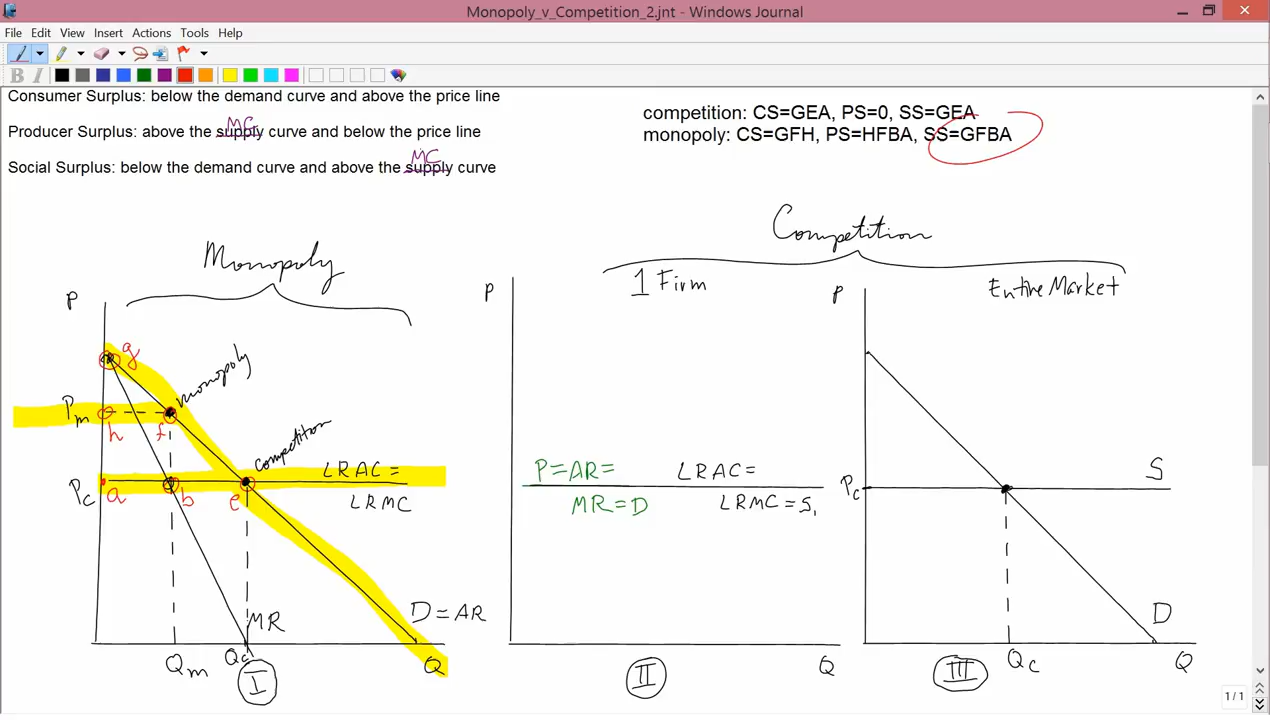 Monopoly_v_Competition_2.jnt - Windows Journal
File Edit View Insert Actions Tools Help
B I
Consumer Surplus: below the demand curve and above the price line
MC
Producer Surplus: above the supply curve and below the price line
MC
Social Surplus: below the demand curve and above the supply curve
competition: CS=GEA, PS=0, SS=GEA
monopoly: CS=GFH, PS=HFBA, SS=GFBA
Monopoly
P
g
monopoly
Pm
h
f
competition
LRAC =
Pc
a
b
e
LRMC
D = AR
MR
Qm
Qc
Q
I
Competition
1 Firm
Entire Market
P
P = AR =
LRAC =
MR = D
LRMC = S,
Q
II
P
S
Pc
D
Qc
Q
III
1 / 1